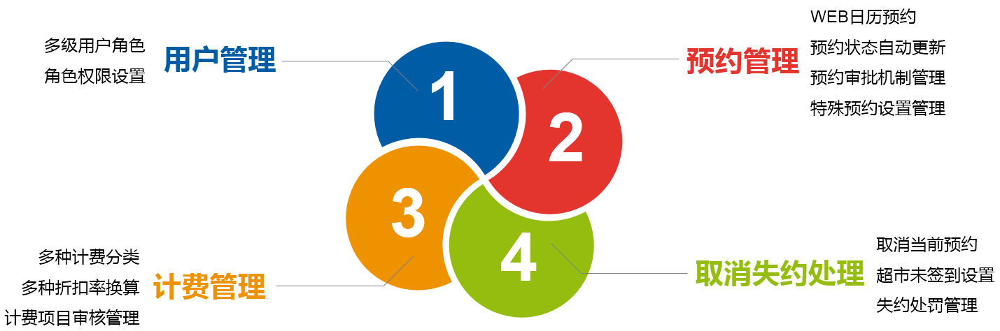 多级用户角色
角色权限设置
用户管理
1
2
预约管理
WEB日历预约
预约状态自动更新
预约审批机制管理
特殊预约设置管理
多种计费分类
多种折扣率换算
计费项目审核管理
计费管理
3
4
取消失约处理
取消当前预约
超市未签到设置
失约处罚管理